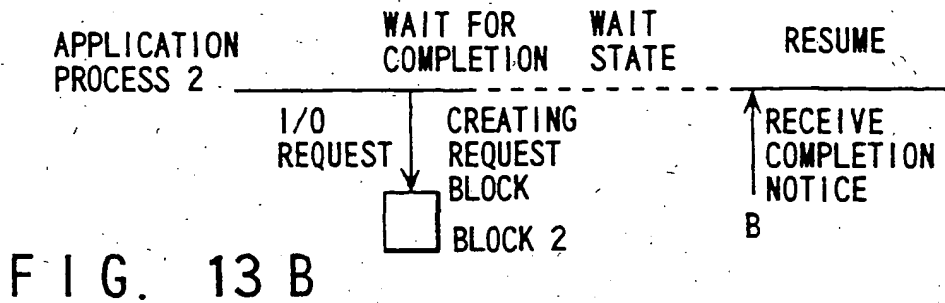 APPLICATION
PROCESS 2
WAIT FOR
COMPLETION
WAIT
STATE
RESUME
I/O
REQUEST
CREATING
REQUEST
BLOCK
BLOCK 2
RECEIVE
COMPLETION
NOTICE
B
FIG. 13B